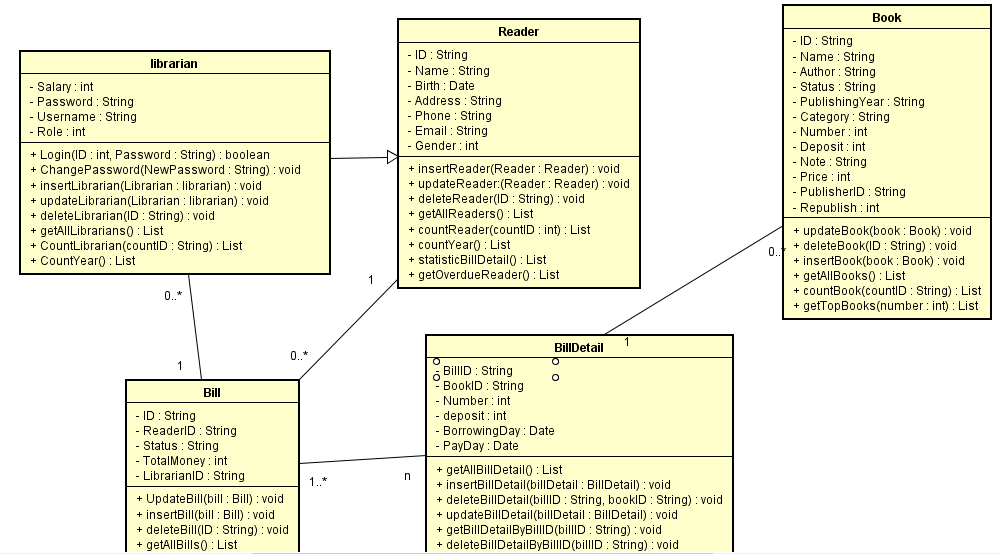 librarian
- Salary : int
- Password : String
- Username : String
- Role : int
+ Login(ID : int, Password : String) : boolean
+ ChangePassword(NewPassword : String) : void
+ insertLibrarian(Librarian : librarian) : void
+ updateLibrarian(Librarian : librarian) : void
+ deleteLibrarian(ID : String) : void
+ getAllLibrarians() : List
+ CountLibrarian(countID : String) : List
+ CountYear() : List
Reader
- ID : String
- Name : String
- Birth : Date
- Address : String
- Phone : String
- Email : String
- Gender : int
+ insertReader(Reader : Reader) : void
+ updateReader:(Reader : Reader) : void
+ deleteReader(ID : String) : void
+ getAllReaders() : List
+ countReader(countID : int) : List
+ countYear() : List
+ statisticBillDetail() : List
+ getOverdueReader() : List
Book
- ID : String
- Name : String
- Author : String
- Status : String
- PublishingYear : String
- Category : String
- Number : int
- Deposit : int
- Note : String
- Price : int
- PublisherID : String
- Republish : int
+ updateBook(book : Book) : void
+ deleteBook(ID : String) : void
+ insertBook(book : Book) : void
+ getAllBooks() : List
+ countBook(countID : String) : List
+ getTopBooks(number : int) : List
0..*
1
1
0..*
0..*
1
1..*
n
Bill
- ID : String
- ReaderID : String
- Status : String
- TotalMoney : int
- LibrarianID : String
+ UpdateBill(bill : Bill) : void
+ insertBill(bill : Bill) : void
+ deleteBill(ID : String) : void
+ getAllBills() : List
BillDetail
- BillID : String
- BookID : String
- Number : int
- deposit : int
- BorrowingDay : Date
- PayDay : Date
+ getAllBillDetail() : List
+ insertBillDetail(billDetail : BillDetail) : void
+ deleteBillDetail(billID : String, bookID : String) : void
+ updateBillDetail(billDetail : BillDetail) : void
+ getBillDetailByBillID(billID : String) : void
+ deleteBillDetailByBillID(billID : String) : void